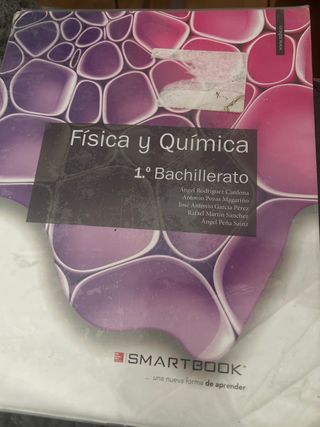 Física y Química
1.º Bachillerato
Ángel Rodríguez Cardona
Antonio Pozas Magariño
José Antonio García Pérez
Rafael Martín Sánchez
Ángel Peña Sainz
SMARTBOOK
... una nueva forma de aprender